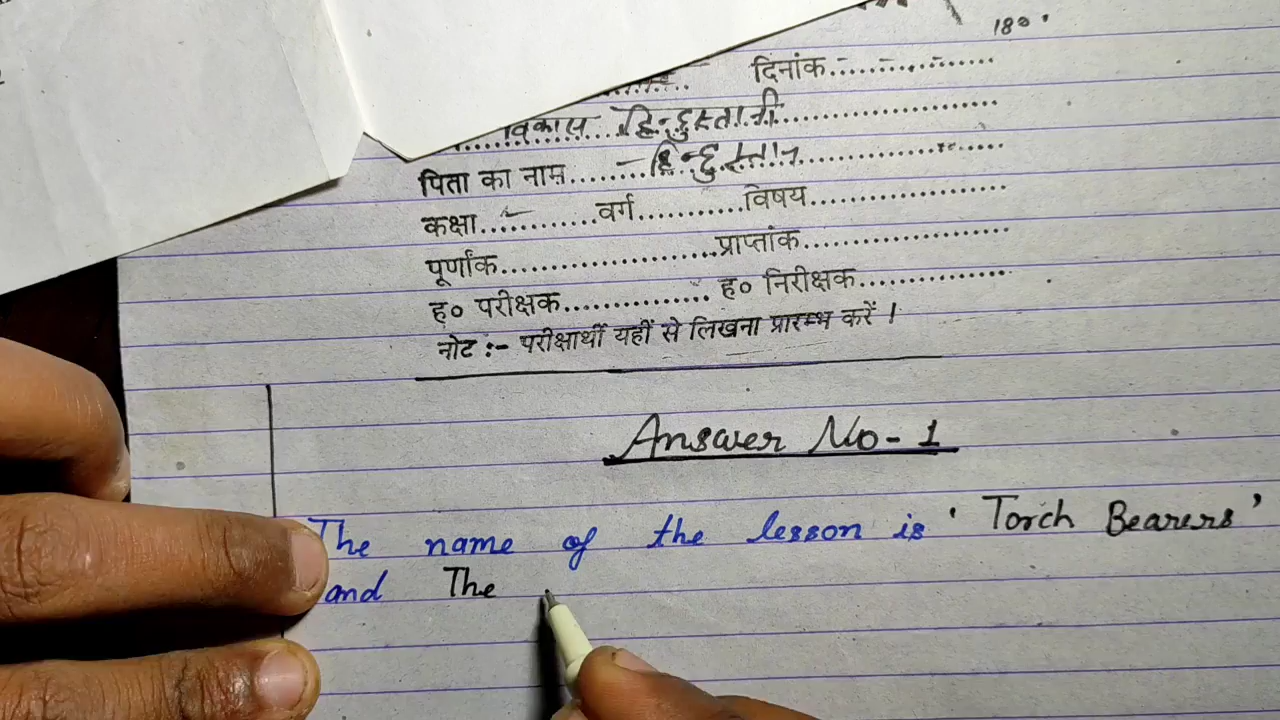 180°
दिनांक....................
विकास हिन्दुस्तानी
पिता का नाम........हिन्दुस्तान....................
कक्षा............वर्ग...........विषय....................
पूर्णांक......................प्राप्तांक....................
ह० परीक्षक............... ह० निरीक्षक...............
नोट :- परीक्षार्थी यहीं से लिखना प्रारम्भ करें ।
Answer No - 1
The name of the lesson is ' Torch Bearers '
and The